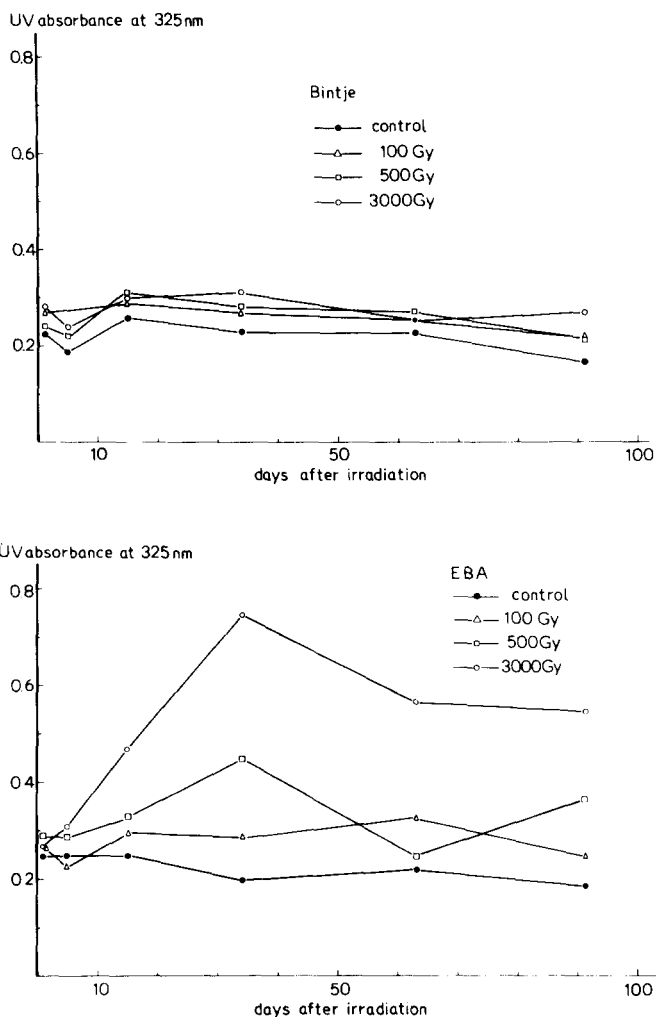 UV absorbance at 325nm
0.8
0.6
0.4
0.2
Bintje
control
100 Gy
500Gy
3000Gy
10
50
100
days after irradiation
UV absorbance at 325nm
0.8
0.6
0.4
0.2
EBA
control
100 Gy
500Gy
3000Gy
10
50
100
days after irradiation